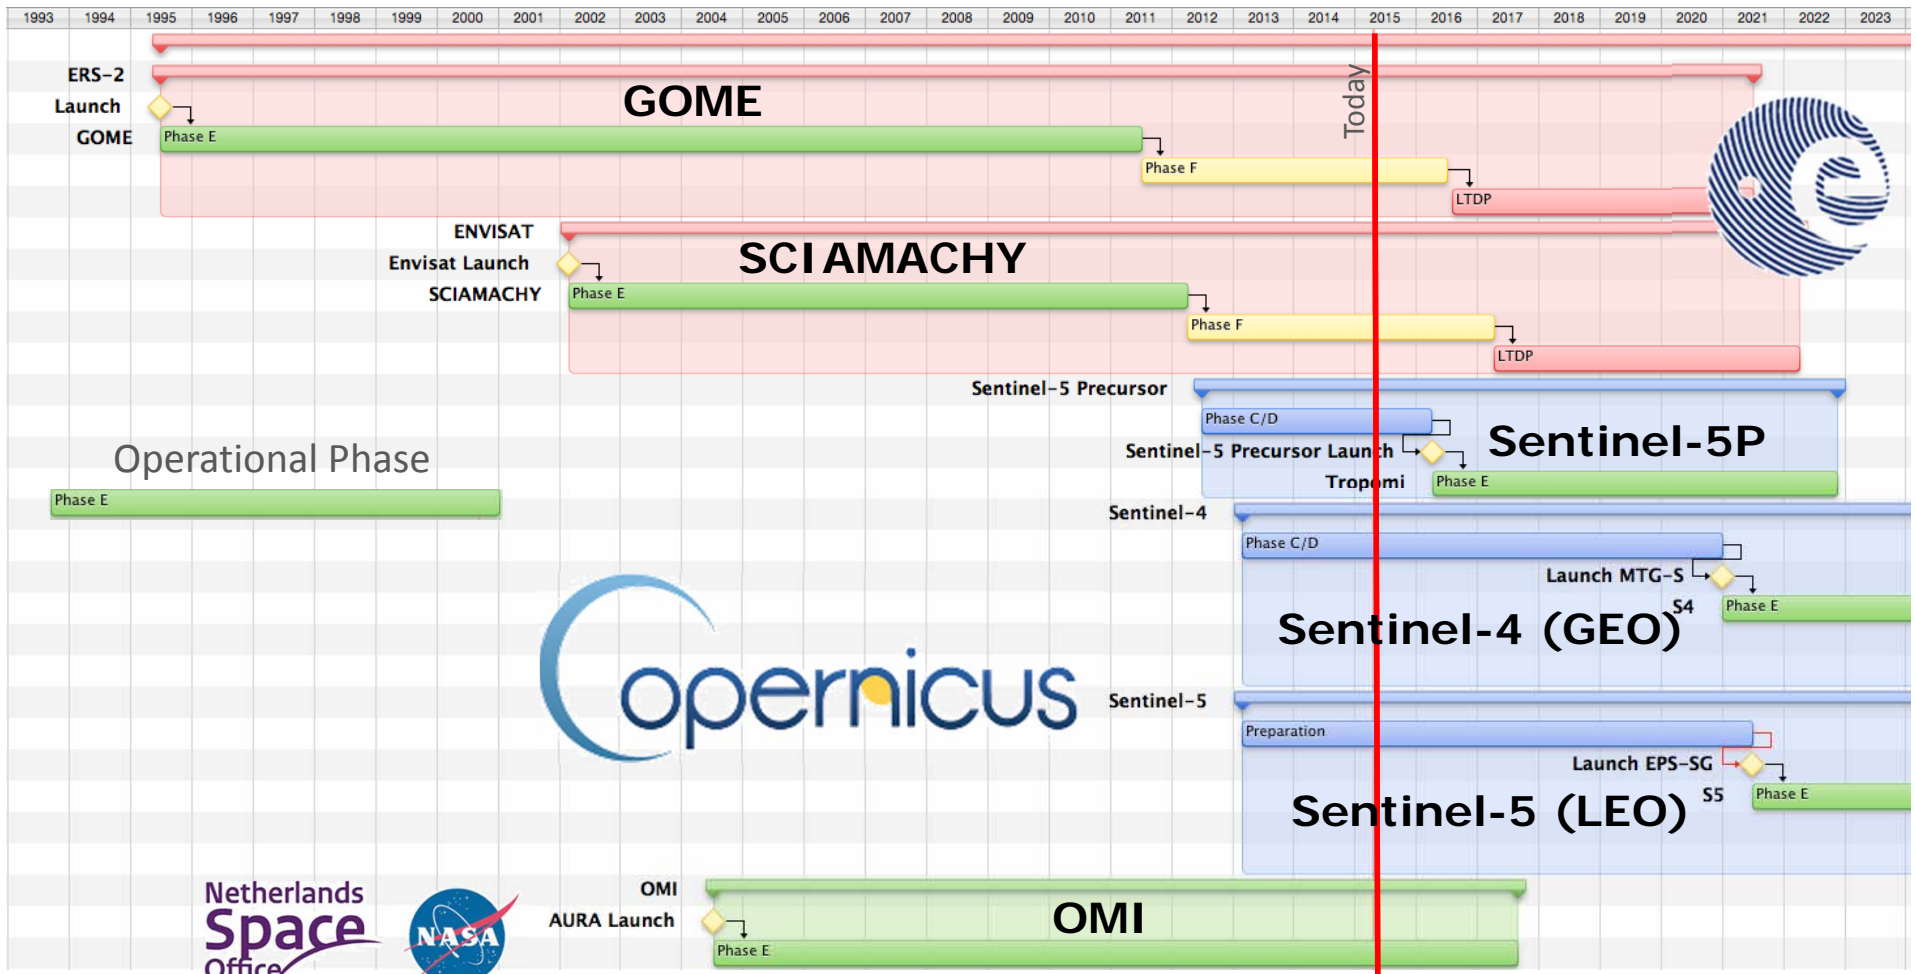 1993 1994 1995 1996 1997 1998 1999 2000 2001 2002 2003 2004 2005 2006 2007 2008 2009 2010 2011 2012 2013 2014 2015 2016 2017 2018 2019 2020 2021 2022 2023
Today
ERS-2
Launch
GOME
GOME Phase E
Phase F
LTDP
e
ENVISAT
Envisat Launch
SCIAMACHY
SCIAMACHY Phase E
Phase F
LTDP
Sentinel-5 Precursor
Phase C/D
Sentinel-5 Precursor Launch
Sentinel-5P
Tropomi Phase E
Operational Phase
Phase E
Sentinel-4
Phase C/D
Launch MTG-S
S4 Phase E
Sentinel-4 (GEO)
Copernicus
Sentinel-5
Preparation
Launch EPS-SG
S5 Phase E
Sentinel-5 (LEO)
Netherlands
Space
Office
NASA
OMI
AURA Launch
OMI
Phase E